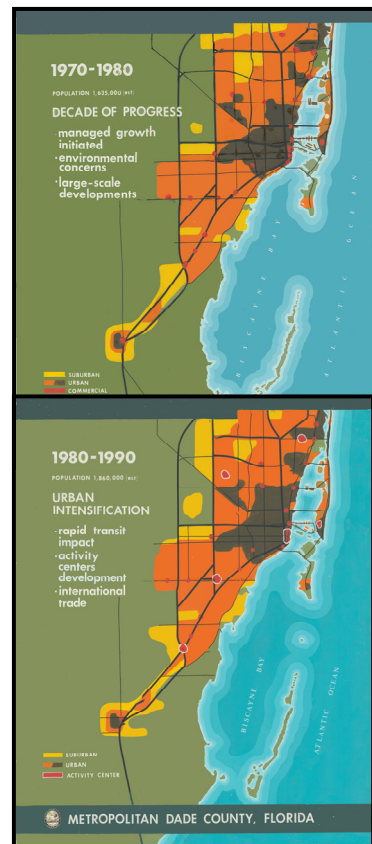 1970-1980
POPULATION 1,635,000 (est)
DECADE OF PROGRESS
·managed growth
initiated
·environmental
concerns
·large-scale
developments
BISCAYNE BAY
ATLANTIC OCEAN
SUBURBAN
URBAN
COMMERCIAL
1980-1990
POPULATION 1,860,000 (est)
URBAN
INTENSIFICATION
·rapid transit
impact
·activity
centers
development
·international
trade
BISCAYNE BAY
ATLANTIC OCEAN
SUBURBAN
URBAN
ACTIVITY CENTER
METROPOLITAN DADE COUNTY, FLORIDA